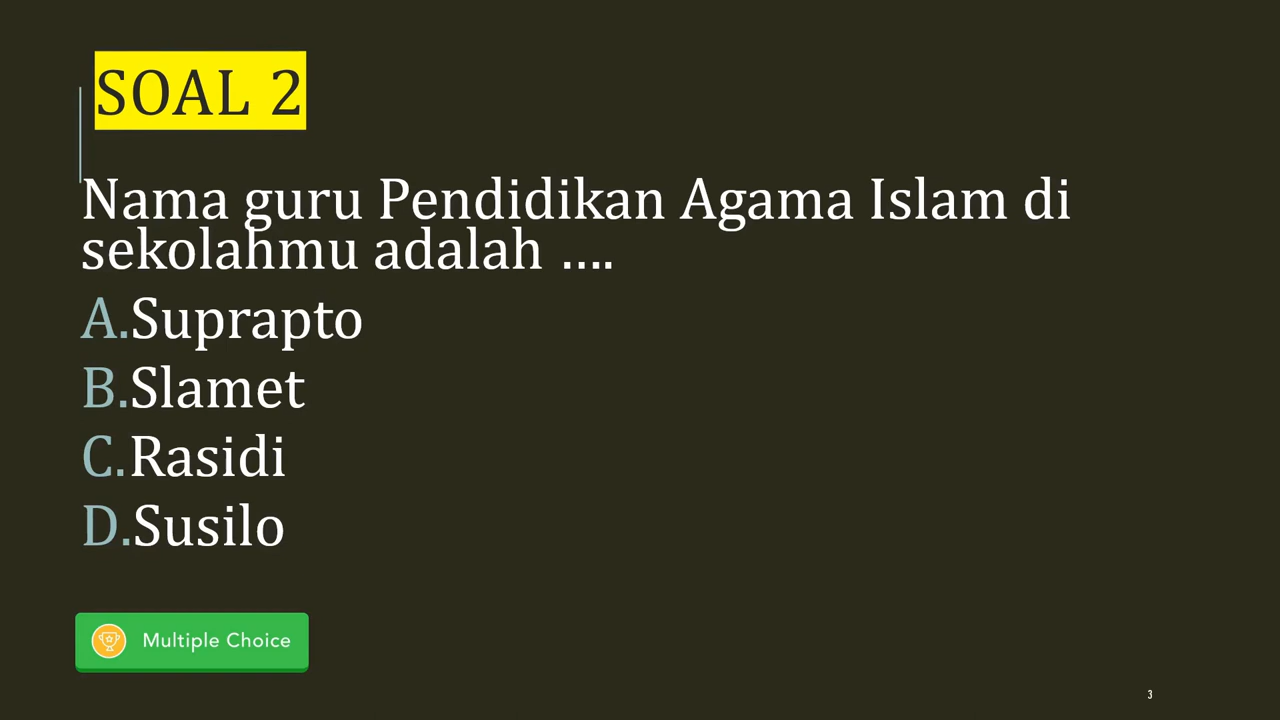 SOAL 2
Nama guru Pendidikan Agama Islam di
sekolahmu adalah ....
A.Suprapto
B.Slamet
C.Rasidi
D.Susilo
Multiple Choice
3